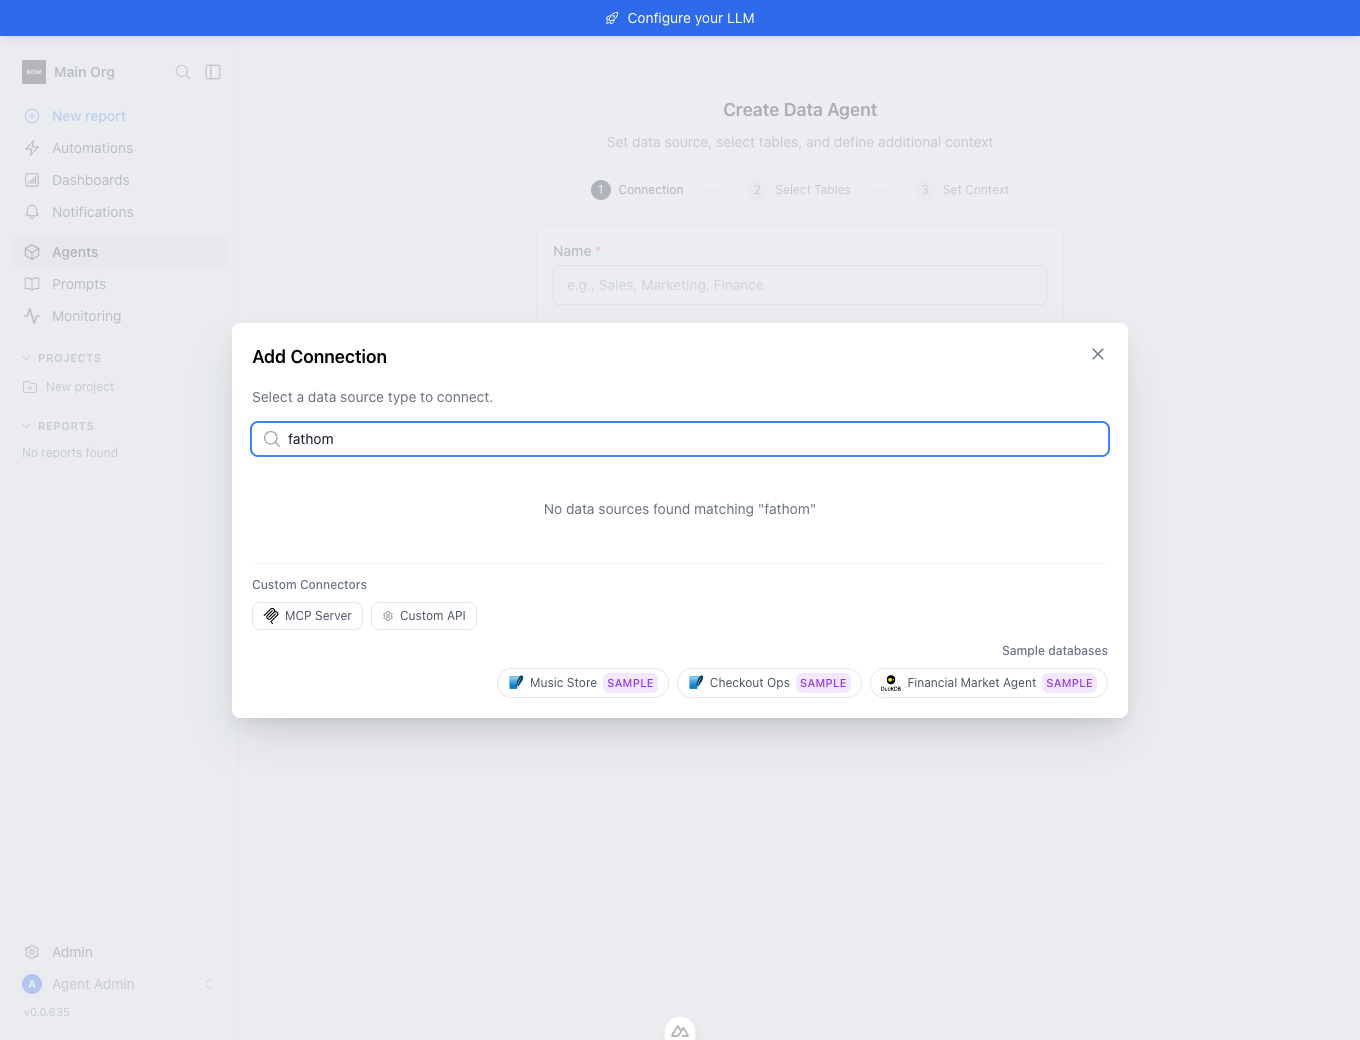 Configure your LLM
BOW
Main Org
New report
Automations
Dashboards
Notifications
Agents
Prompts
Monitoring
PROJECTS
New project
REPORTS
No reports found
Admin
A
Agent Admin
v0.0.635
Create Data Agent
Set data source, select tables, and define additional context
1 Connection
2 Select Tables
3 Set Context
Name *
e.g., Sales, Marketing, Finance
Add Connection
Select a data source type to connect.
fathom
No data sources found matching "fathom"
Custom Connectors
MCP Server
Custom API
Sample databases
Music Store SAMPLE
Checkout Ops SAMPLE
DuckDB
Financial Market Agent SAMPLE